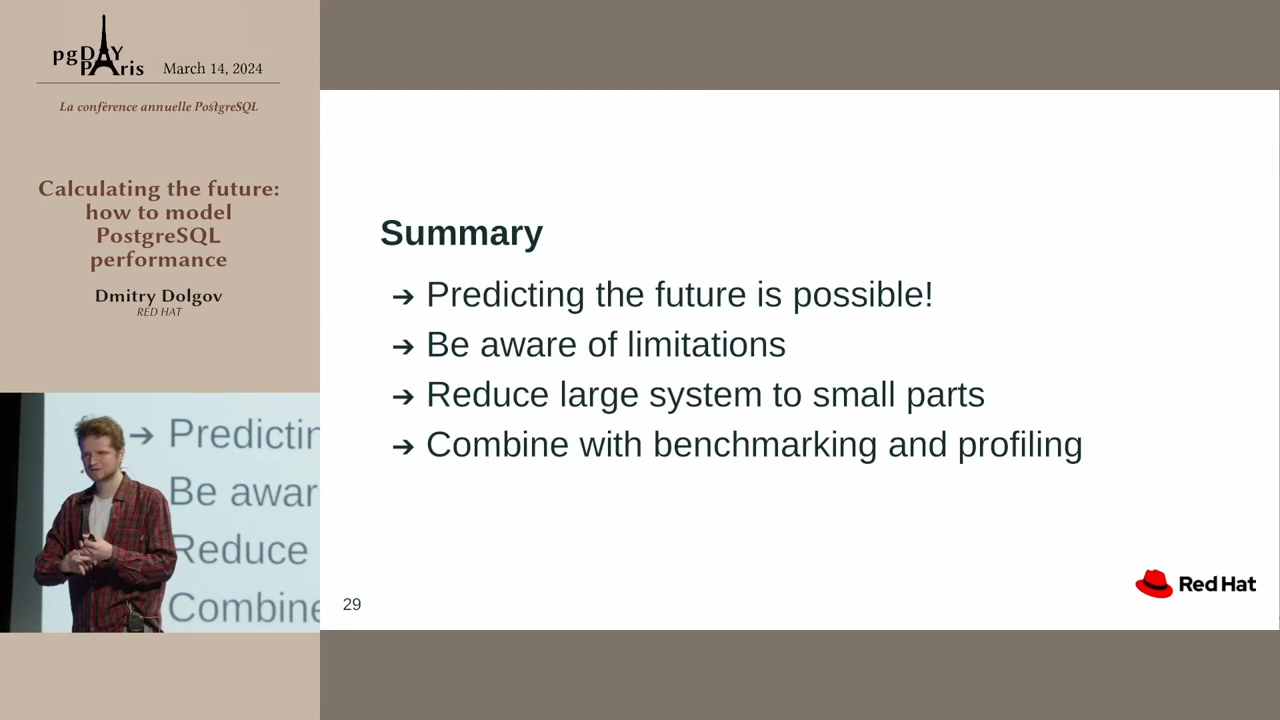 pgDAY
PAris
March 14, 2024
La conférence annuelle PostgreSQL
Calculating the future:
how to model
PostgreSQL
performance
Dmitry Dolgov
RED HAT
➔ Predictin
Be awar
Reduce
Combine
Summary
➔ Predicting the future is possible!
➔ Be aware of limitations
➔ Reduce large system to small parts
➔ Combine with benchmarking and profiling
29
Red Hat